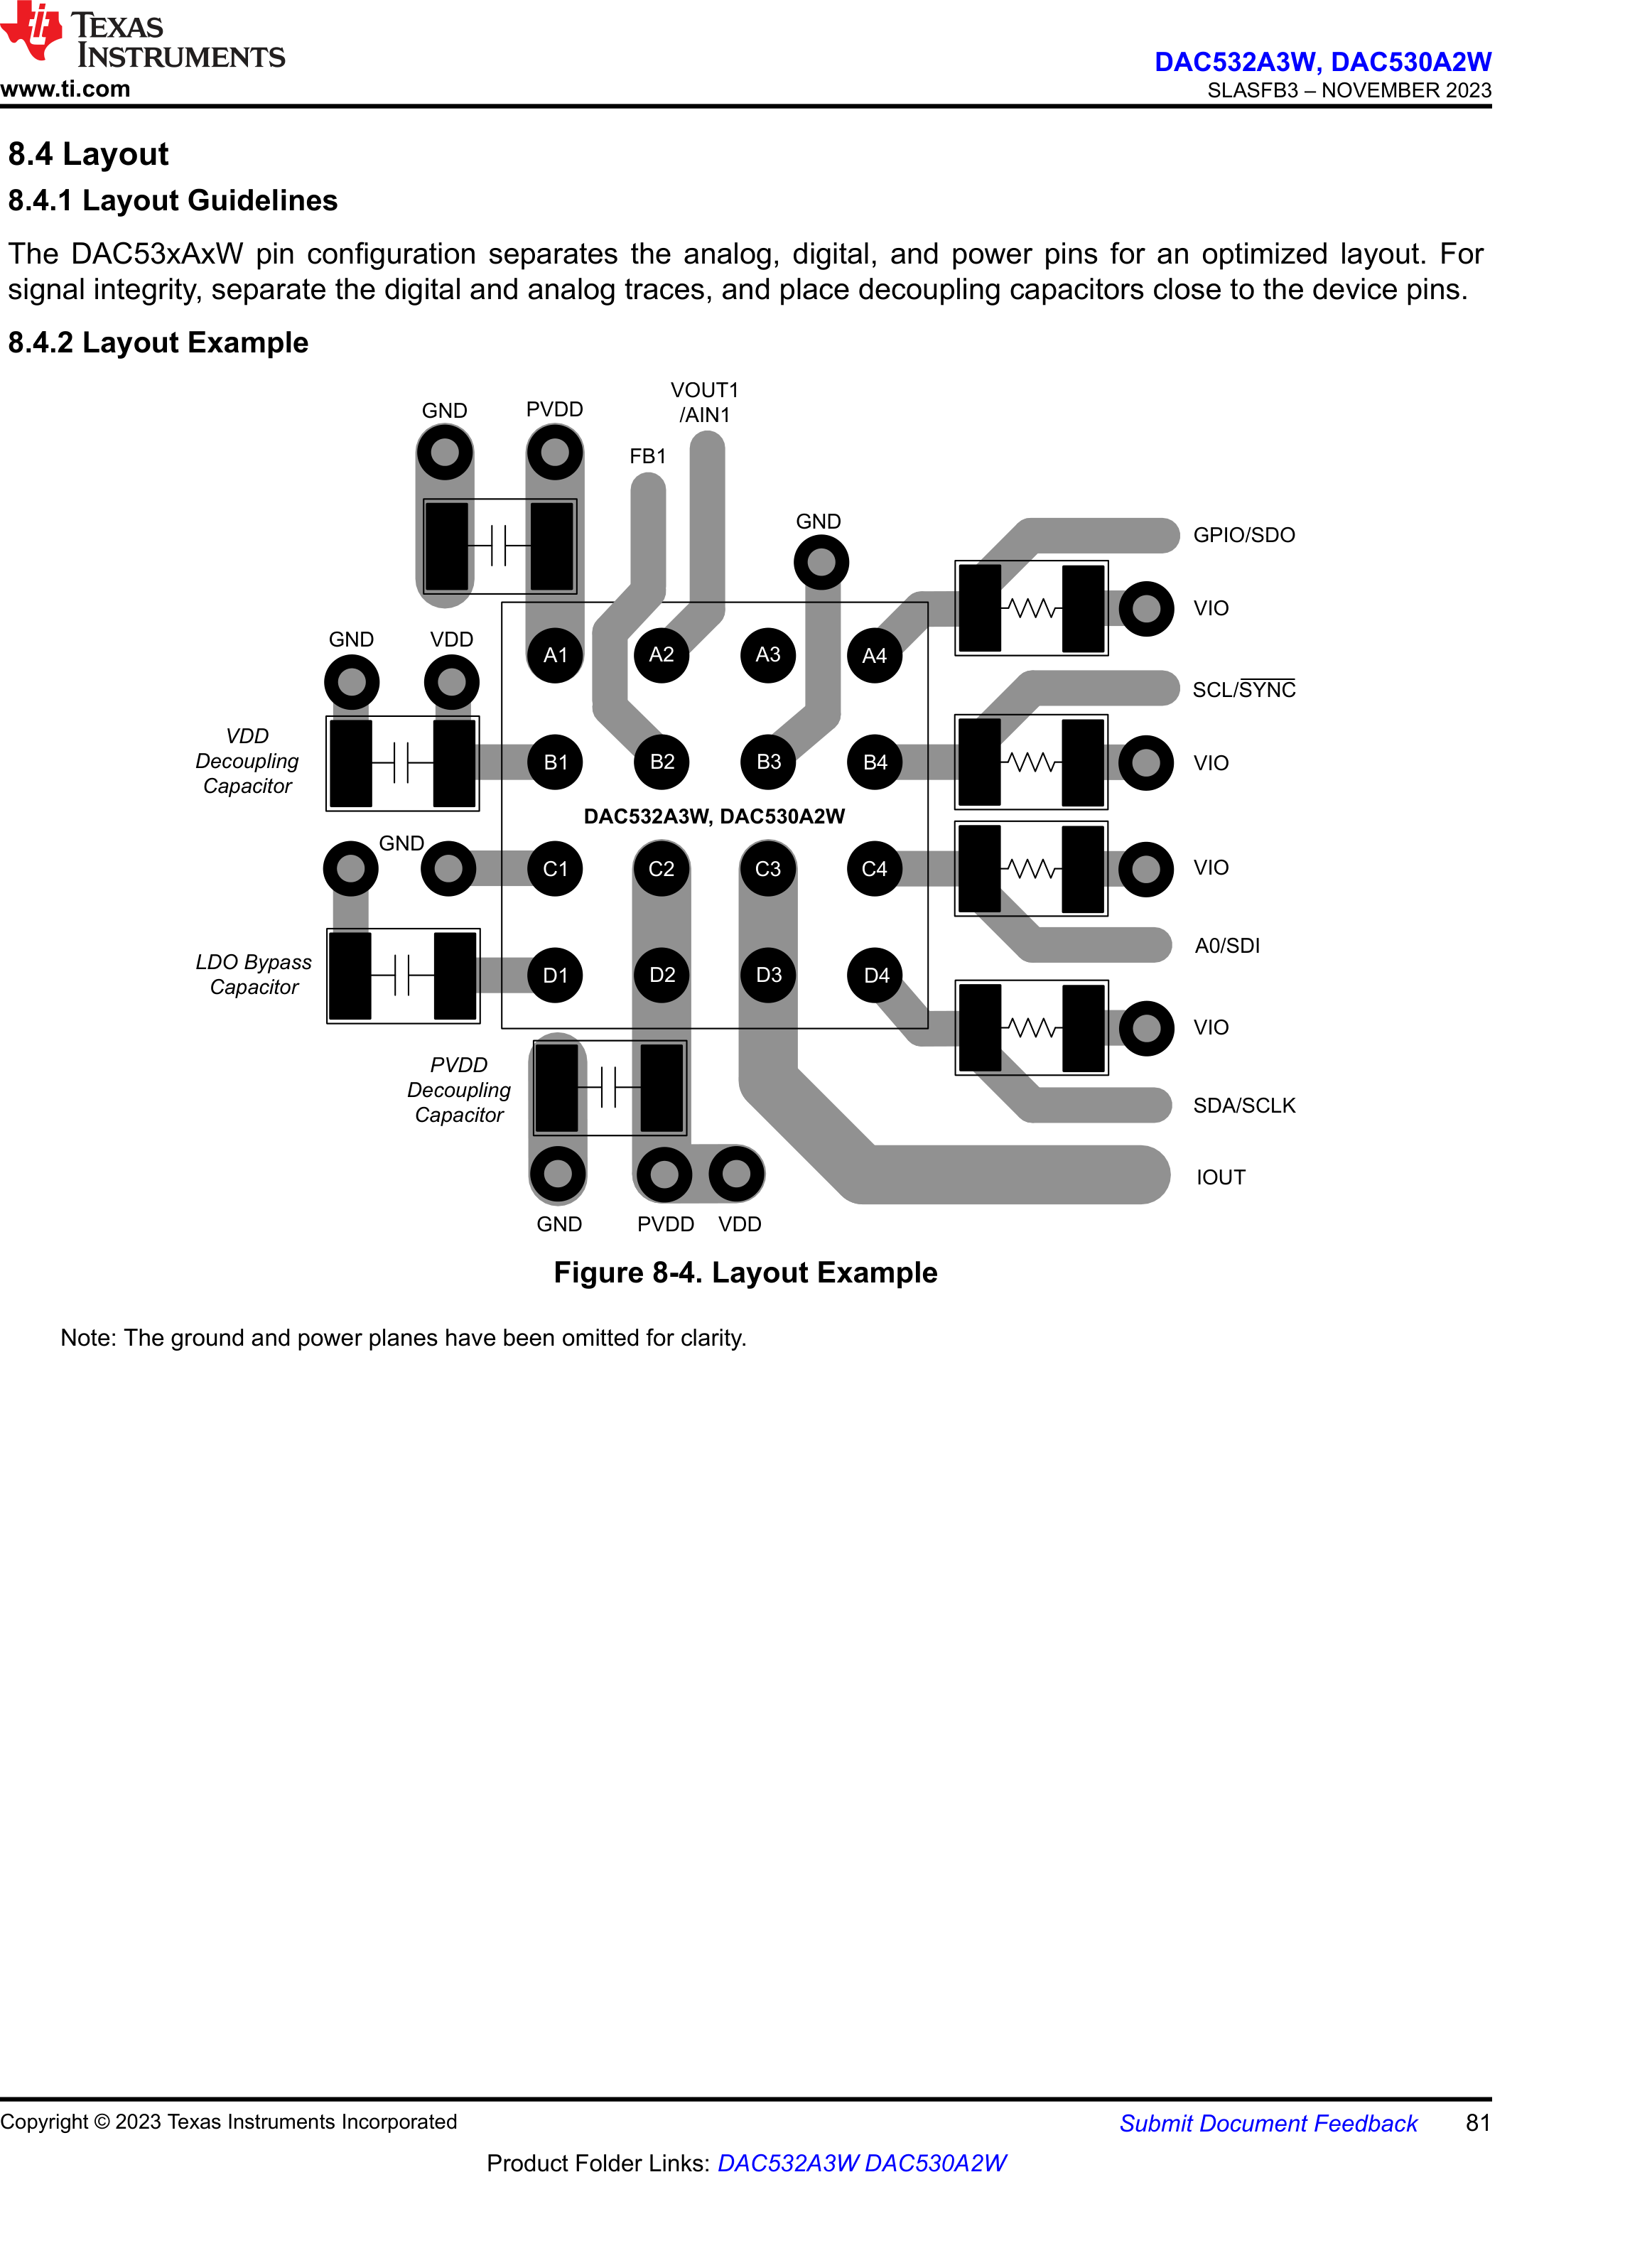 TEXAS
INSTRUMENTS
www.ti.com
DAC532A3W, DAC530A2W
SLASFB3 – NOVEMBER 2023
8.4 Layout
8.4.1 Layout Guidelines
The DAC53xAxW pin configuration separates the analog, digital, and power pins for an optimized layout. For
signal integrity, separate the digital and analog traces, and place decoupling capacitors close to the device pins.
8.4.2 Layout Example
VOUT1
/AIN1
GND
PVDD
FB1
GND
GPIO/SDO
VIO
GND
VDD
A1
A2
A3
A4
SCL/SYNC
VDD
Decoupling
Capacitor
B1
B2
B3
B4
VIO
DAC532A3W, DAC530A2W
GND
C1
C2
C3
C4
VIO
A0/SDI
LDO Bypass
Capacitor
D1
D2
D3
D4
VIO
PVDD
Decoupling
Capacitor
SDA/SCLK
IOUT
GND
PVDD
VDD
Figure 8-4. Layout Example
Note: The ground and power planes have been omitted for clarity.
Copyright © 2023 Texas Instruments Incorporated
Submit Document Feedback
81
Product Folder Links: DAC532A3W DAC530A2W